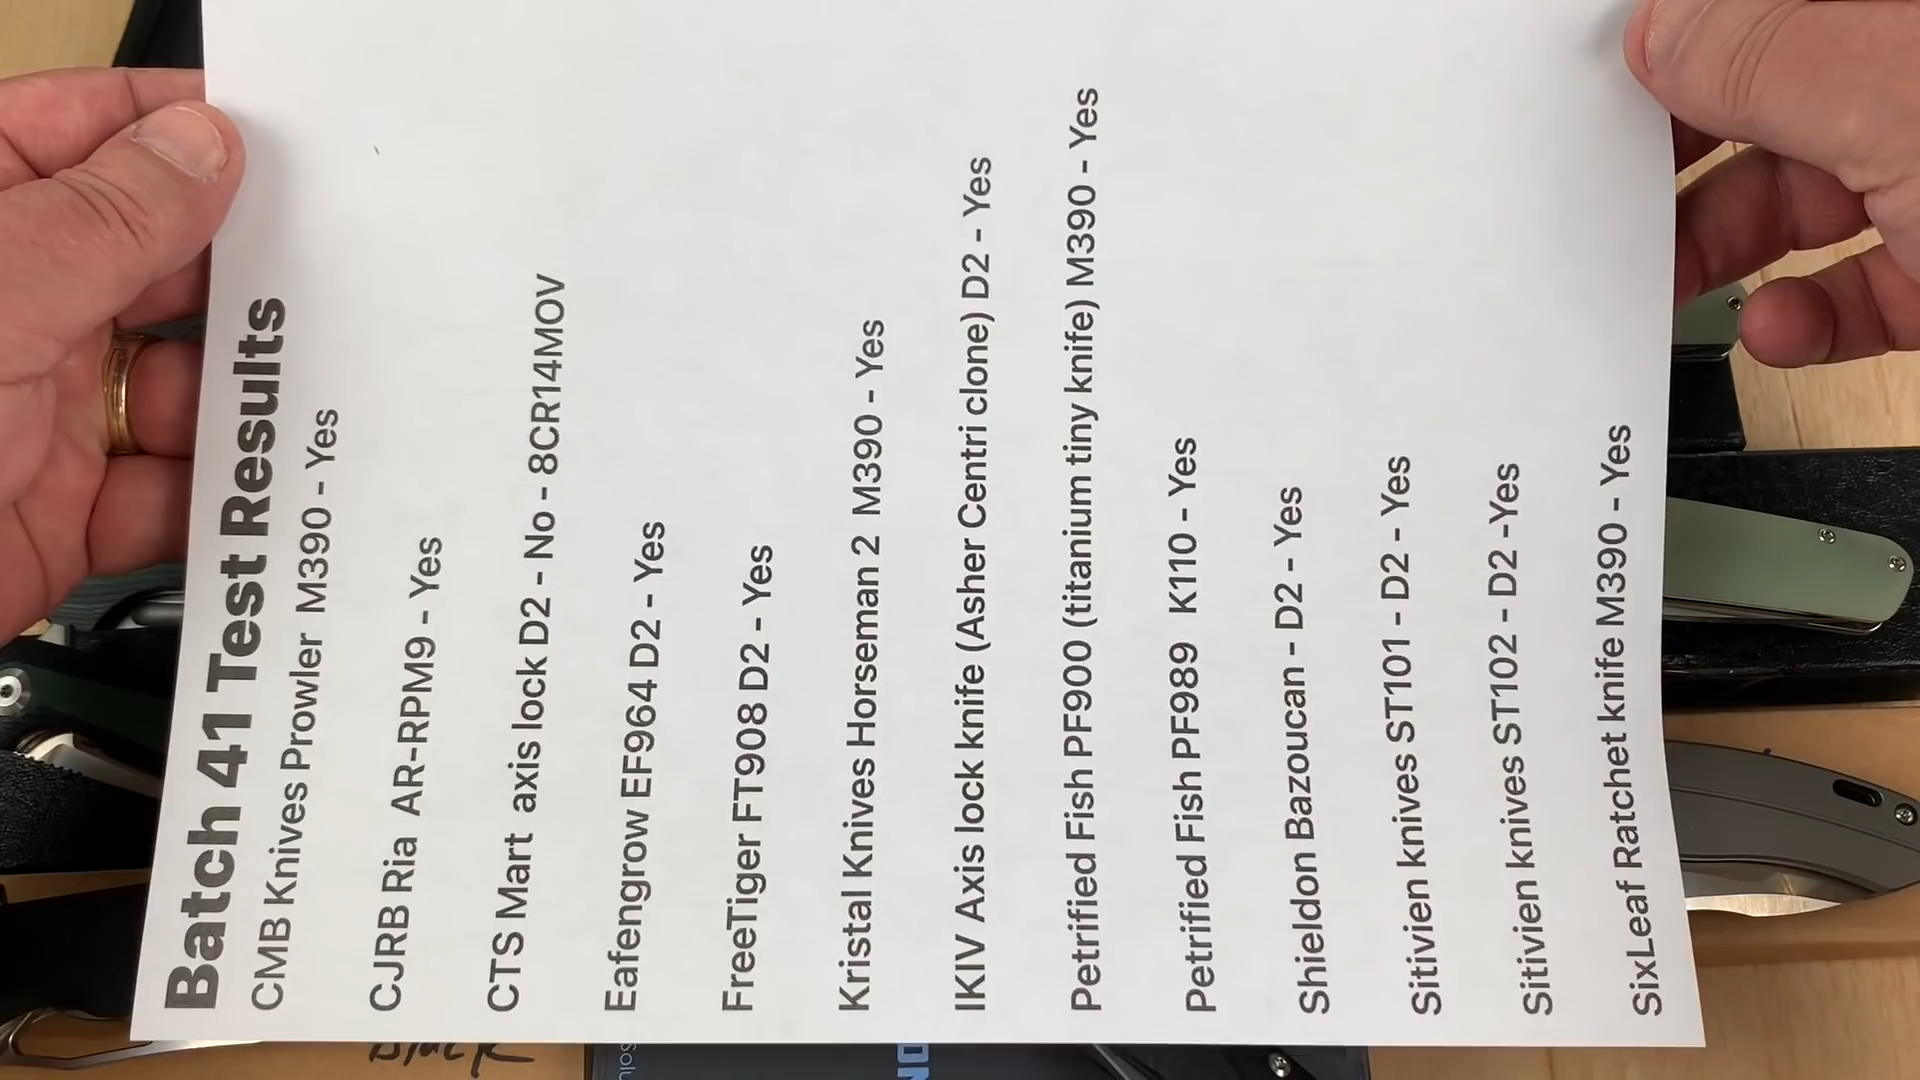 Batch 41 Test Results
CMB Knives Prowler M390 - Yes
CJRB Ria AR-RPM9 - Yes
CTS Mart axis lock D2 - No - 8CR14MOV
Eafengrow EF964 D2 - Yes
FreeTiger FT908 D2 - Yes
Kristal Knives Horseman 2 M390 - Yes
IKIV Axis lock knife (Asher Centri clone) D2 - Yes
Petrified Fish PF900 (titanium tiny knife) M390 - Yes
Petrified Fish PF989 K110 - Yes
Shieldon Bazoucan - D2 - Yes
Sitivien knives ST101 - D2 - Yes
Sitivien knives ST102 - D2 -Yes
SixLeaf Ratchet knife M390 - Yes